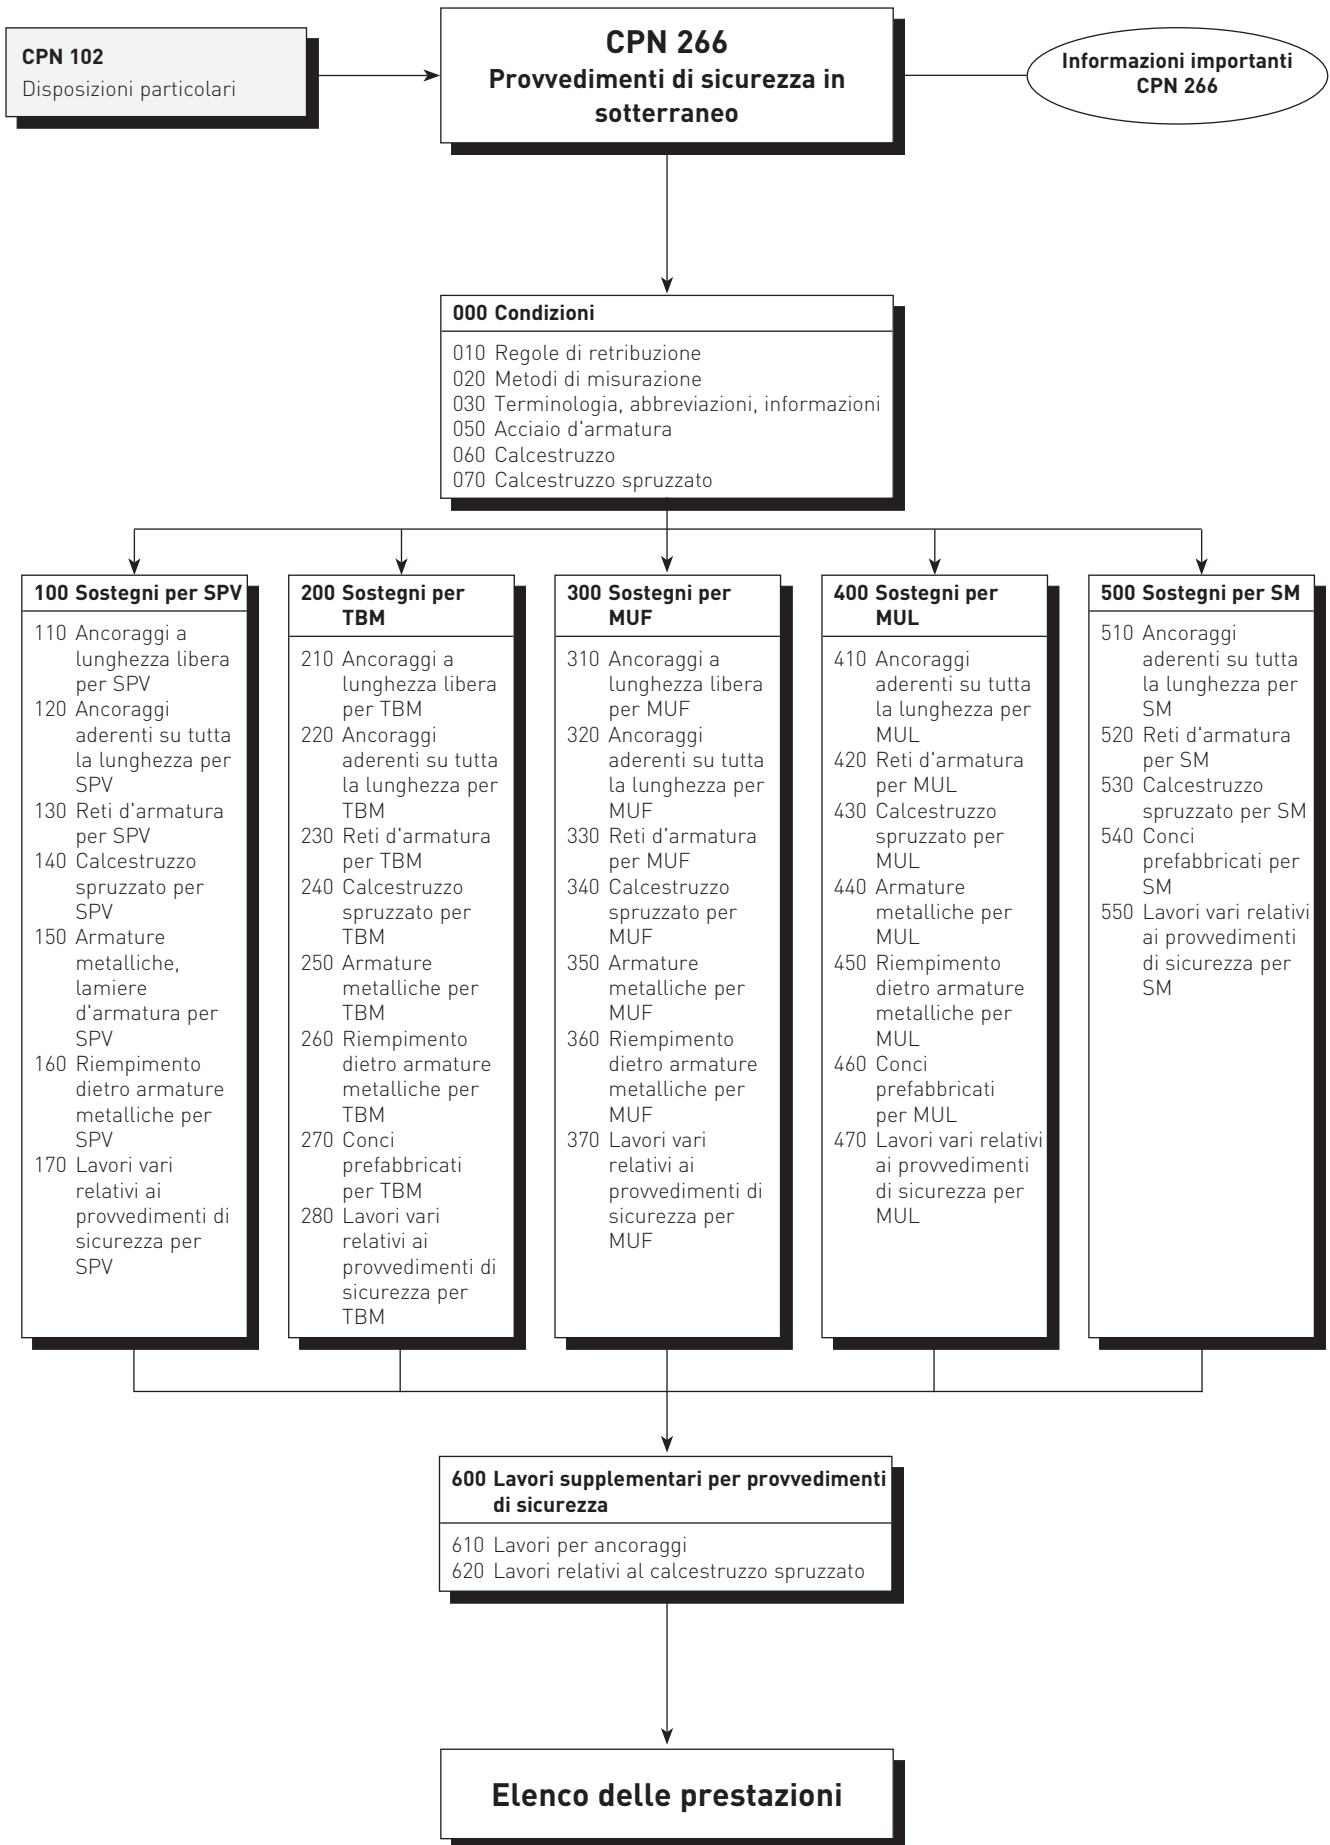 CPN 102
Disposizioni particolari
CPN 266
Provvedimenti di sicurezza in
sotterraneo
Informazioni importanti
CPN 266
000 Condizioni
010 Regole di retribuzione
020 Metodi di misurazione
030 Terminologia, abbreviazioni, informazioni
050 Acciaio d'armatura
060 Calcestruzzo
070 Calcestruzzo spruzzato
100 Sostegni per SPV
110 Ancoraggi a
lunghezza libera
per SPV
120 Ancoraggi
aderenti su tutta
la lunghezza per
SPV
130 Reti d'armatura
per SPV
140 Calcestruzzo
spruzzato per
SPV
150 Armature
metalliche,
lamiere
d'armatura per
SPV
160 Riempimento
dietro armature
metalliche per
SPV
170 Lavori vari
relativi ai
provvedimenti di
sicurezza per
SPV
200 Sostegni per
TBM
210 Ancoraggi a
lunghezza libera
per TBM
220 Ancoraggi
aderenti su tutta
la lunghezza per
TBM
230 Reti d'armatura
per TBM
240 Calcestruzzo
spruzzato per
TBM
250 Armature
metalliche per
TBM
260 Riempimento
dietro armature
metalliche per
TBM
270 Conci
prefabbricati
per TBM
280 Lavori vari
relativi ai
provvedimenti di
sicurezza per
TBM
300 Sostegni per
MUF
310 Ancoraggi a
lunghezza libera
per MUF
320 Ancoraggi
aderenti su tutta
la lunghezza per
MUF
330 Reti d'armatura
per MUF
340 Calcestruzzo
spruzzato per
MUF
350 Armature
metalliche per
MUF
360 Riempimento
dietro armature
metalliche per
MUF
370 Lavori vari
relativi ai
provvedimenti di
sicurezza per
MUF
400 Sostegni per
MUL
410 Ancoraggi
aderenti su tutta
la lunghezza per
MUL
420 Reti d'armatura
per MUL
430 Calcestruzzo
spruzzato per
MUL
440 Armature
metalliche per
MUL
450 Riempimento
dietro armature
metalliche per
MUL
460 Conci
prefabbricati
per MUL
470 Lavori vari relativi
ai provvedimenti
di sicurezza per
MUL
500 Sostegni per SM
510 Ancoraggi
aderenti su tutta
la lunghezza per
SM
520 Reti d'armatura
per SM
530 Calcestruzzo
spruzzato per SM
540 Conci
prefabbricati per
SM
550 Lavori vari relativi
ai provvedimenti
di sicurezza per
SM
600 Lavori supplementari per provvedimenti
di sicurezza
610 Lavori per ancoraggi
620 Lavori relativi al calcestruzzo spruzzato
Elenco delle prestazioni